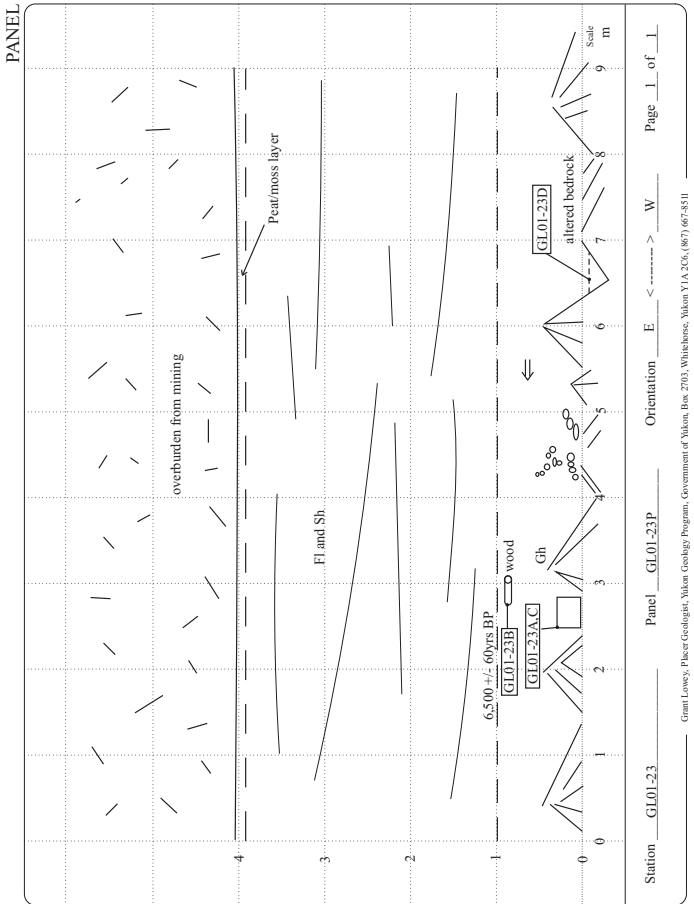 PANEL
overburden from mining
Peat/moss layer
Fl and Sh
6,500 +/- 60yrs BP
GL01-23B
wood
GL01-23A,C
Gh
GL01-23D
altered bedrock
4
3
2
1
0
0 1 2 3 4 5 6 7 8 9 m
Scale
Station GL01-23 Panel GL01-23P Orientation E < ------- > W Page 1 of 1
Grant Lowey, Placer Geologist, Yukon Geology Program, Government of Yukon, Box 2703, Whitehorse, Yukon Y1A 2C6, (867) 667-8511